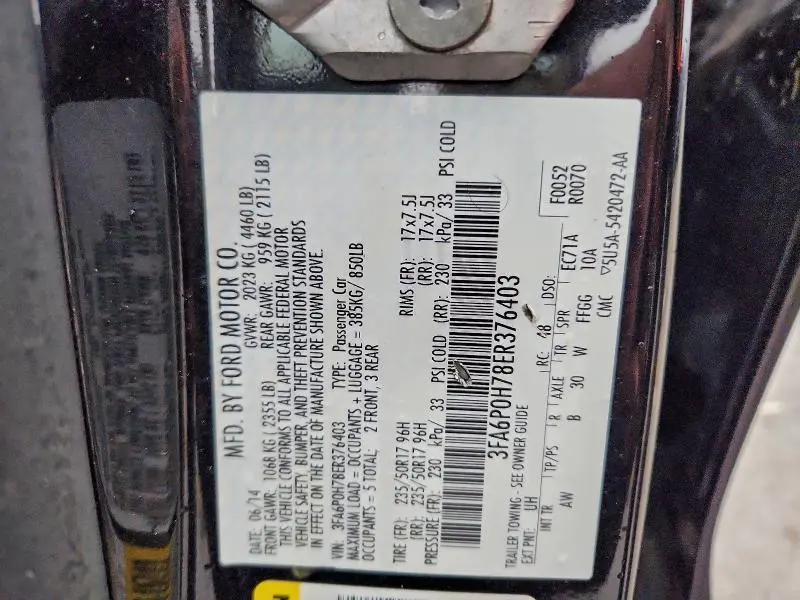 MFD. BY FORD MOTOR CO.
DATE: 06/14 GVWR: 2023 KG ( 4460 LB)
FRONT GAWR: 1068 KG ( 2355 LB) REAR GAWR: 959 KG ( 2115 LB)
THIS VEHICLE CONFORMS TO ALL APPLICABLE FEDERAL MOTOR
VEHICLE SAFETY, BUMPER, AND THEFT PREVENTION STANDARDS
IN EFFECT ON THE DATE OF MANUFACTURE SHOWN ABOVE.
VIN: 3FA6P0H78ER376403 TYPE: Passenger Car
MAXIMUM LOAD = OCCUPANTS + LUGGAGE = 385KG/ 850LB
OCCUPANTS = 5 TOTAL; 2 FRONT, 3 REAR
TIRE (FR): 235/50R17 96H RIMS (FR): 17x7.5J
(RR): 235/50R17 96H (RR): 17x7.5J
PRESSURE (FR): 230 kPa/ 33 PSI COLD (RR): 230 kPa/ 33 PSI COLD
3FA6P0H78ER376403
TRAILER TOWING - SEE OWNER GUIDE
EXT PNT: UH RC: 48 DSO: F0052
R0070
INT TR TP/PS R AXLE TR SPR EC71A
AW B 30 W FFGG 10A
CMC ▽5U5A-5420472-AA